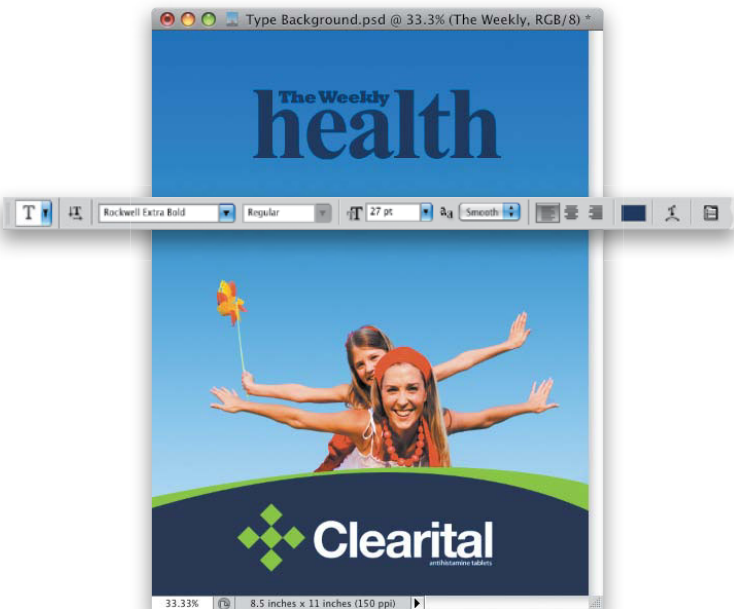 Type Background.psd @ 33.3% (The Weekly, RGB/8) *
The Weekly
health
T T Rockwell Extra Bold Regular T 27 pt aa Smooth T
Clearital
antihistamine tablets
33.33% 8.5 inches x 11 inches (150 ppi)